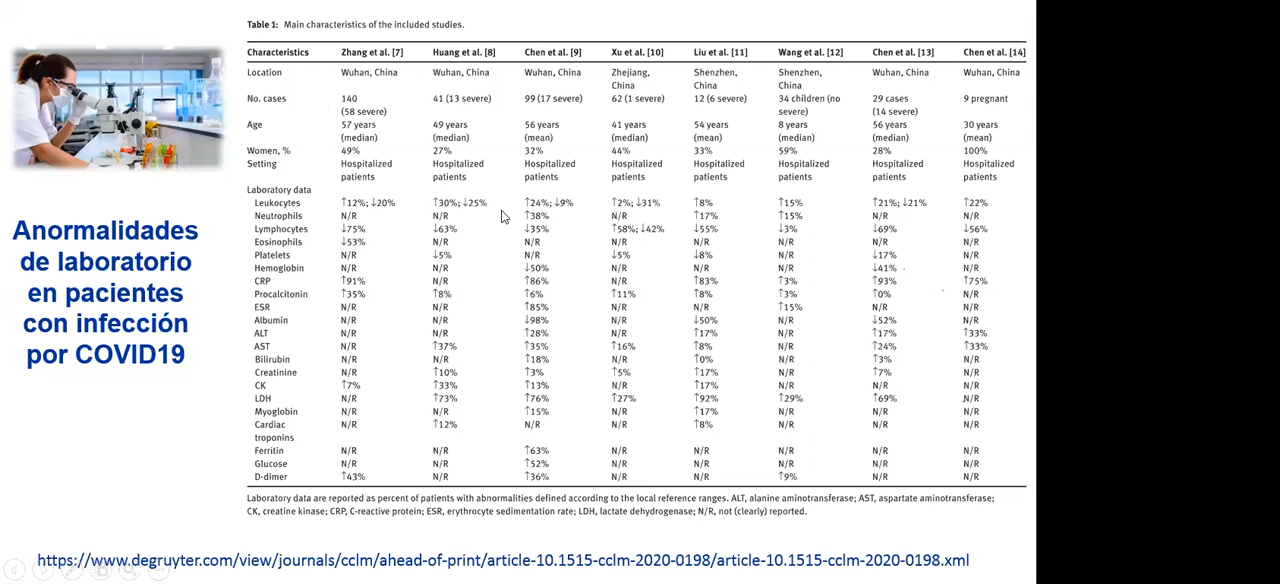 Table 1: Main characteristics of the included studies.
Characteristics Zhang et al. [7] Huang et al. [8] Chen et al. [9] Xu et al. [10] Liu et al. [11] Wang et al. [12] Chen et al. [13] Chen et al. [14]
Location Wuhan, China Wuhan, China Wuhan, China Zhejiang, Shenzhen, Shenzhen, Wuhan, China Wuhan, China
China China China
No. cases 140 41 (13 severe) 99 (17 severe) 62 (1 severe) 12 (6 severe) 34 children (no 29 cases 9 pregnant
(58 severe) severe) (14 severe)
Age 57 years 49 years 56 years 41 years 54 years 8 years 56 years 30 years
(median) (median) (mean) (median) (mean) (median) (median) (mean)
Women, % 49% 27% 32% 44% 33% 59% 28% 100%
Setting Hospitalized Hospitalized Hospitalized Hospitalized Hospitalized Hospitalized Hospitalized Hospitalized
patients patients patients patients patients patients patients patients
Laboratory data
Leukocytes ↑12%; ↓20% ↑30%; ↓25% ↑24%; ↓9% ↑2%; ↓31% ↑8% ↑15% ↑21%; ↓21% ↑22%
Neutrophils N/R N/R ↑38% N/R ↑17% ↑15% N/R N/R
Lymphocytes ↓75% ↓63% ↓35% ↑58%; ↓42% ↓55% ↓3% ↓69% ↓56%
Eosinophils ↓53% N/R N/R N/R N/R N/R N/R N/R
Platelets N/R ↓5% N/R ↓5% ↓8% N/R ↓17% N/R
Hemoglobin N/R N/R ↓50% N/R N/R N/R ↓41% N/R
CRP ↑91% N/R ↑86% N/R ↑83% ↑3% ↑93% ↑75%
Procalcitonin ↑35% ↑8% ↑6% ↑11% ↑8% ↑3% ↑0% N/R
ESR N/R N/R ↑85% N/R N/R ↑15% N/R N/R
Albumin N/R N/R ↓98% N/R ↓50% N/R ↓52% N/R
ALT N/R N/R ↑28% N/R ↑17% N/R ↑17% ↑33%
AST N/R ↑37% ↑35% ↑16% ↑8% N/R ↑24% ↑33%
Bilirubin N/R N/R ↑18% N/R ↑0% N/R ↑3% N/R
Creatinine N/R ↑10% ↑3% ↑5% ↑17% N/R ↑7% N/R
CK ↑7% ↑33% ↑13% N/R ↑17% N/R N/R N/R
LDH N/R ↑73% ↑76% ↑27% ↑92% ↑29% ↑69% N/R
Myoglobin N/R N/R ↑15% N/R ↑17% N/R N/R N/R
Cardiac N/R ↑12% N/R N/R ↑8% N/R N/R N/R
troponins
Ferritin N/R N/R ↑63% N/R N/R N/R N/R N/R
Glucose N/R N/R ↑52% N/R N/R N/R N/R N/R
D-dimer ↑43% N/R ↑36% N/R N/R ↑9% N/R N/R
Laboratory data are reported as percent of patients with abnormalities defined according to the local reference ranges. ALT, alanine aminotransferase; AST, aspartate aminotransferase;
CK, creatine kinase; CRP, C-reactive protein; ESR, erythrocyte sedimentation rate; LDH, lactate dehydrogenase; N/R, not (clearly) reported.
Anormalidades
de laboratorio
en pacientes
con infección
por COVID19
https://www.degruyter.com/view/journals/cclm/ahead-of-print/article-10.1515-cclm-2020-0198/article-10.1515-cclm-2020-0198.xml